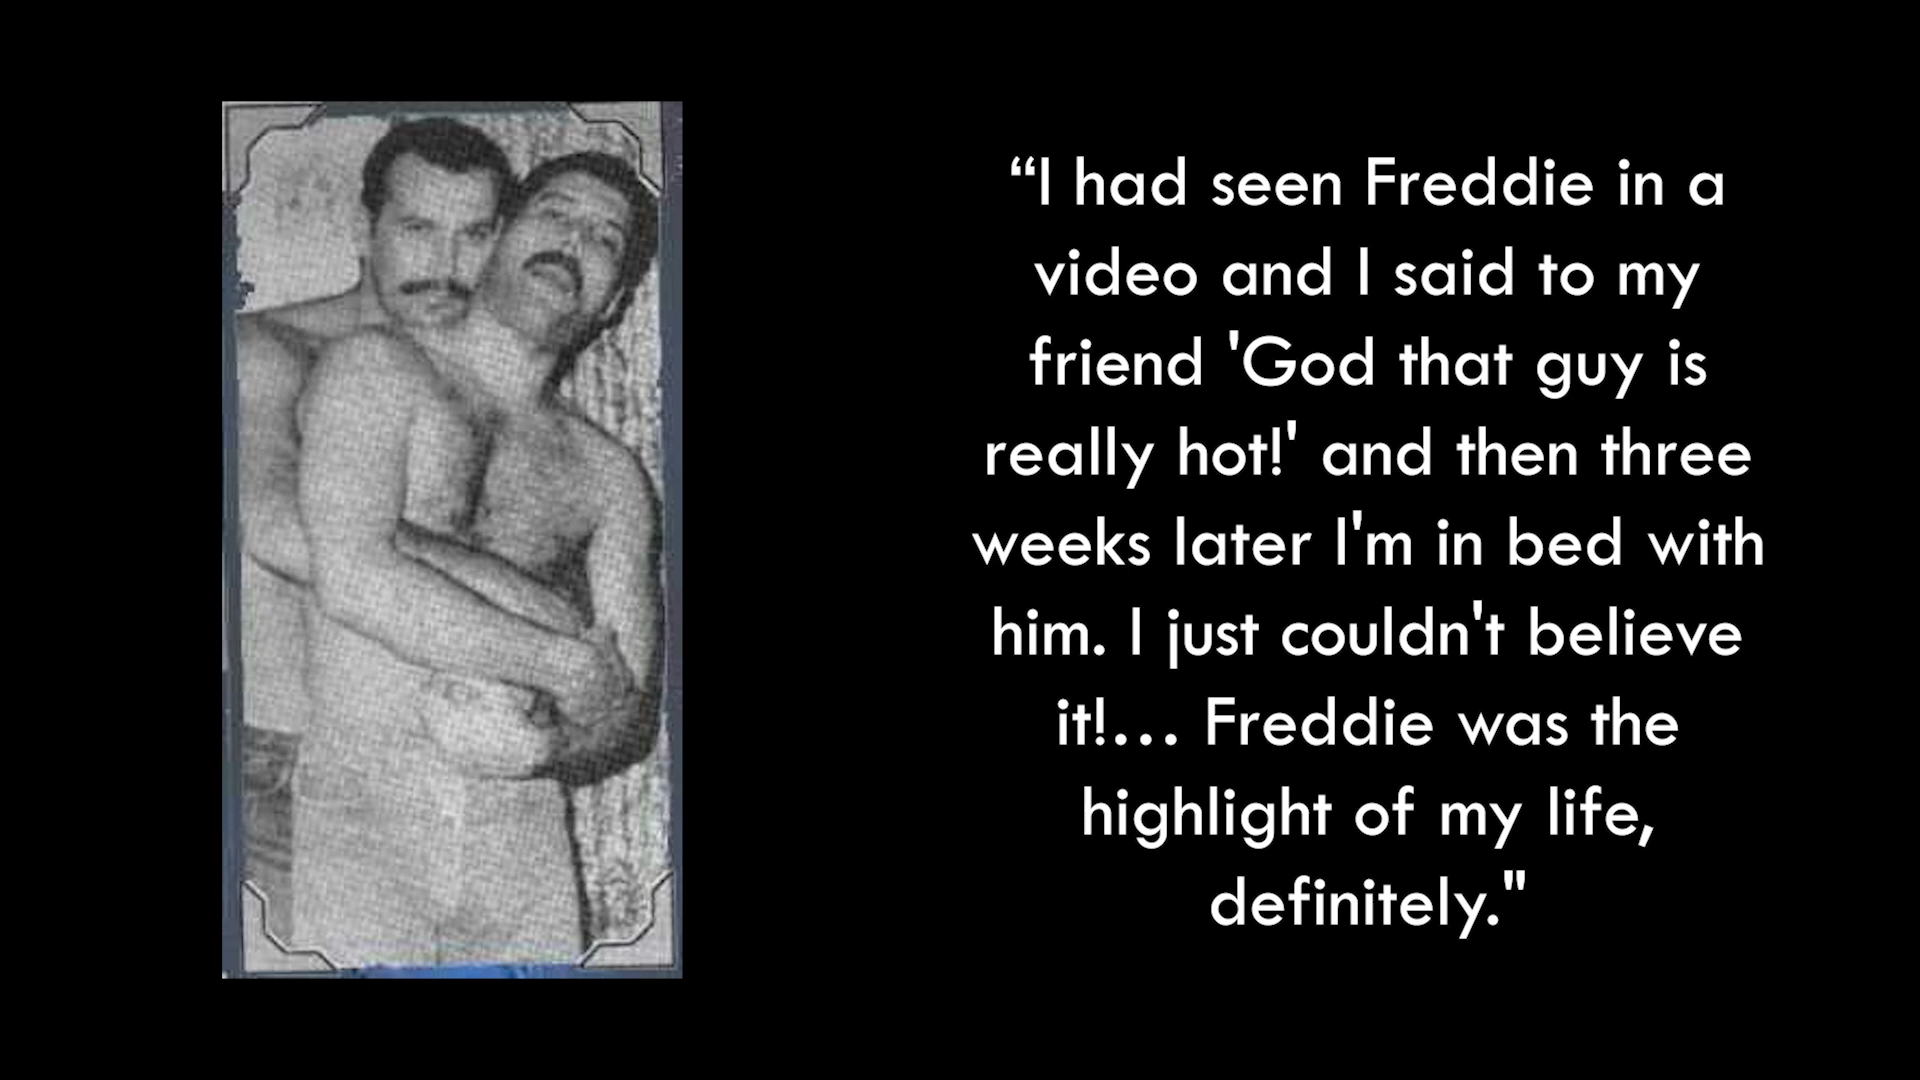 “I had seen Freddie in a
video and I said to my
friend 'God that guy is
really hot!' and then three
weeks later I'm in bed with
him. I just couldn't believe
it!… Freddie was the
highlight of my life,
definitely."